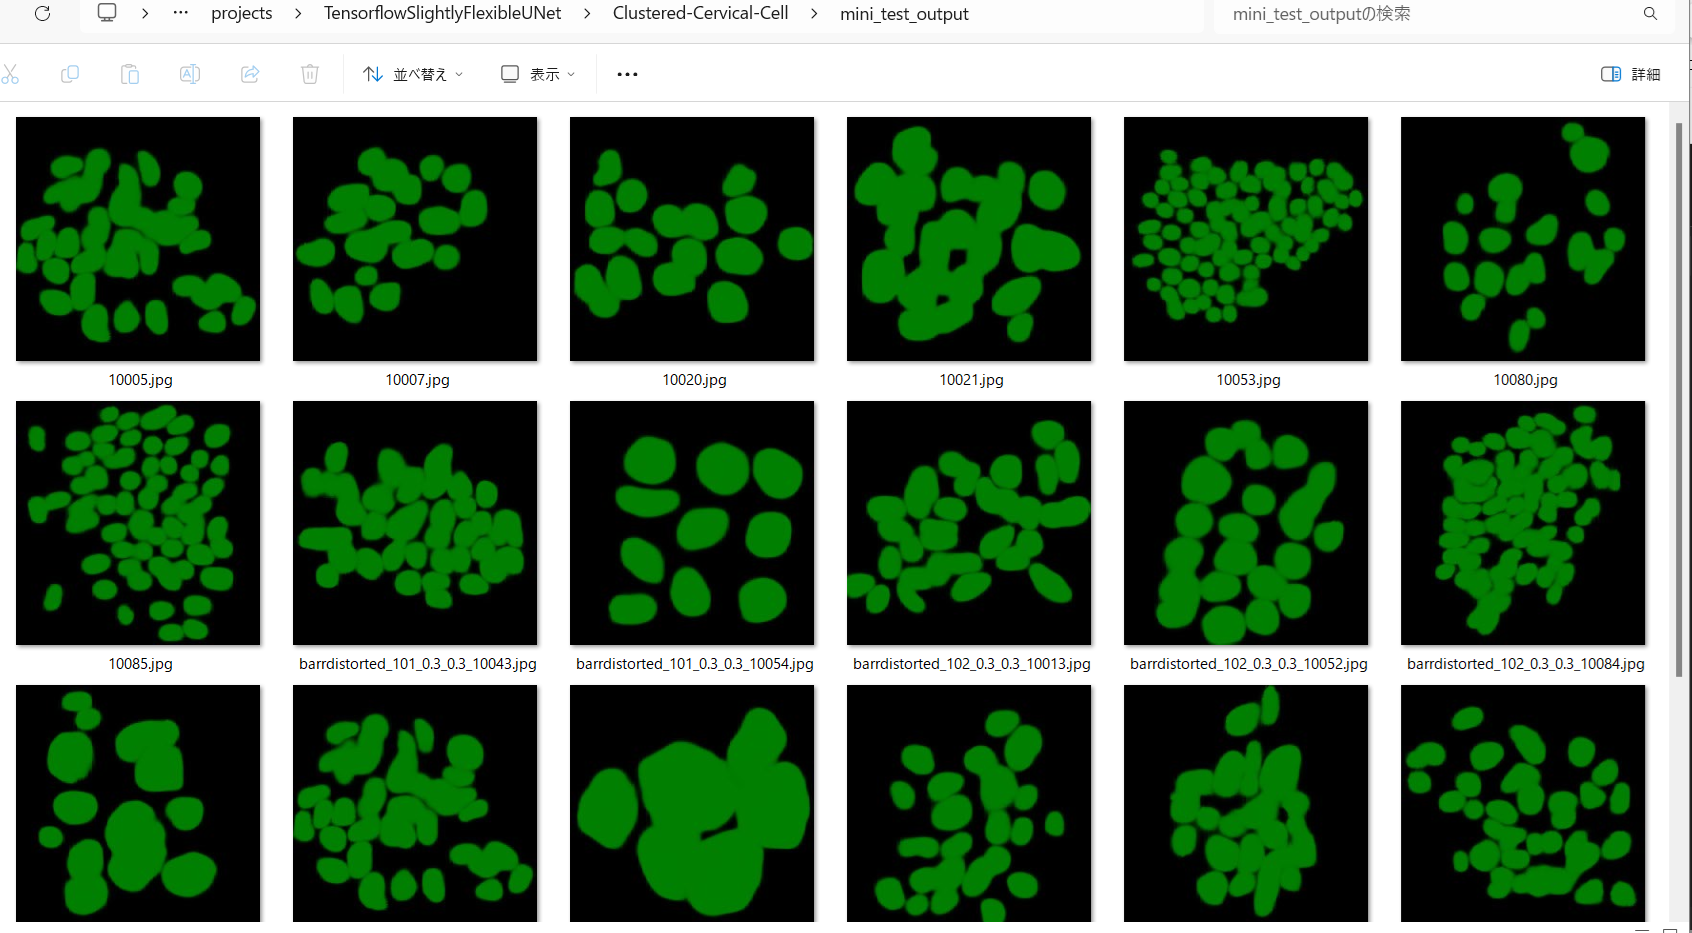 projects > TensorflowSlightlyFlexibleUNet > Clustered-Cervical-Cell > mini_test_output
mini_test_outputの検索
並べ替え 表示 詳細
10005.jpg 10007.jpg 10020.jpg 10021.jpg 10053.jpg 10080.jpg
10085.jpg barrdistorted_101_0.3_0.3_10043.jpg barrdistorted_101_0.3_0.3_10054.jpg barrdistorted_102_0.3_0.3_10013.jpg barrdistorted_102_0.3_0.3_10052.jpg barrdistorted_102_0.3_0.3_10084.jpg